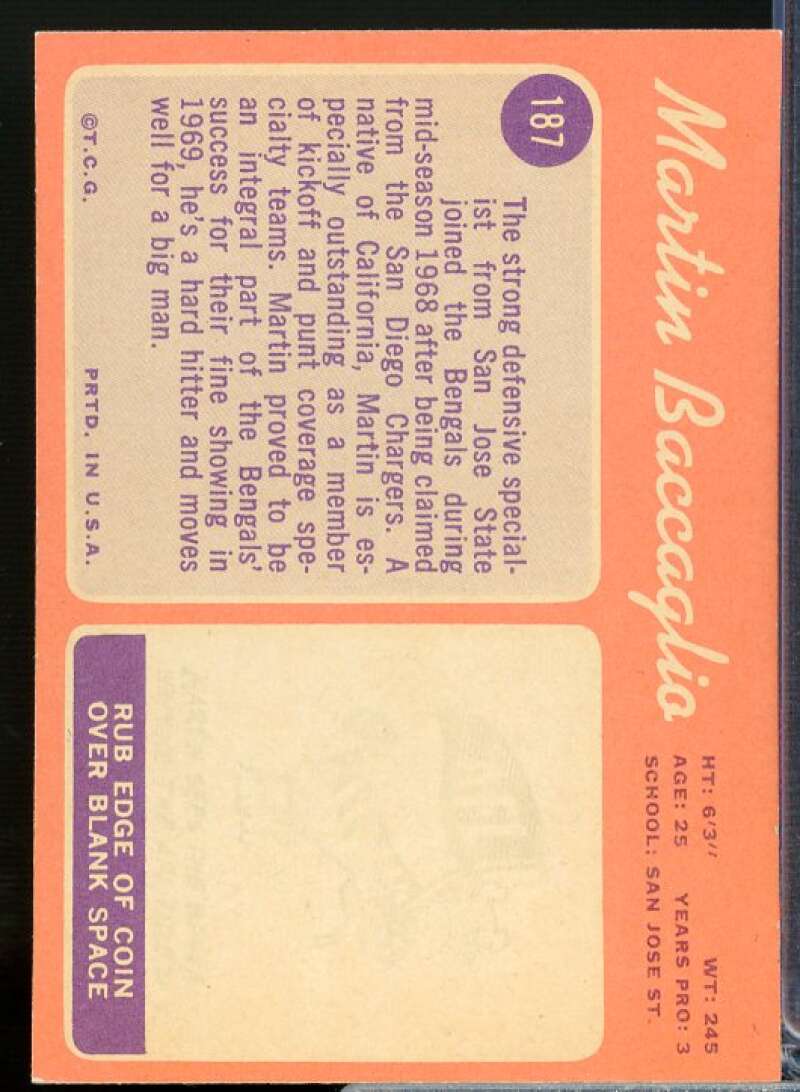 Martin Baccaglio
HT: 6'3" WT: 245
AGE: 25 YEARS PRO: 3
SCHOOL: SAN JOSE ST.
187
The strong defensive special-
ist from San Jose State
joined the Bengals during
mid-season 1968 after being claimed
from the San Diego Chargers. A
native of California, Martin is es-
pecially outstanding as a member
of kickoff and punt coverage spe-
cialty teams. Martin proved to be
an integral part of the Bengals'
success for their fine showing in
1969, he's a hard hitter and moves
well for a big man.
©T.C.G. PRTD. IN U.S.A.
RUB EDGE OF COIN
OVER BLANK SPACE